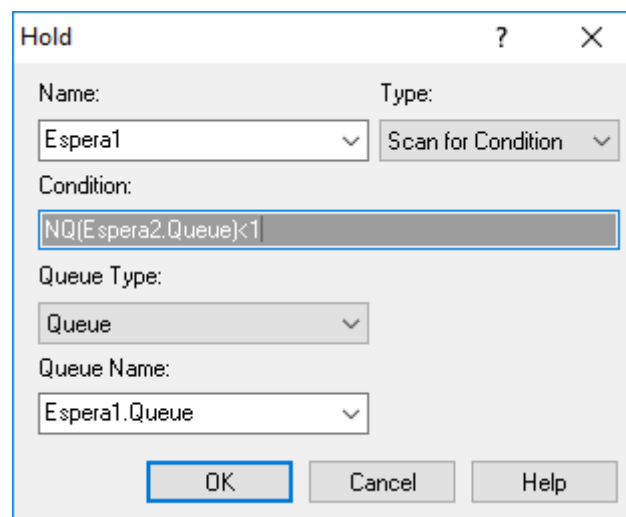 Hold ?
Name: Type:
Espera1 Scan for Condition
Condition:
NQ(Espera2.Queue)<1
Queue Type:
Queue
Queue Name:
Espera1.Queue
OK Cancel Help